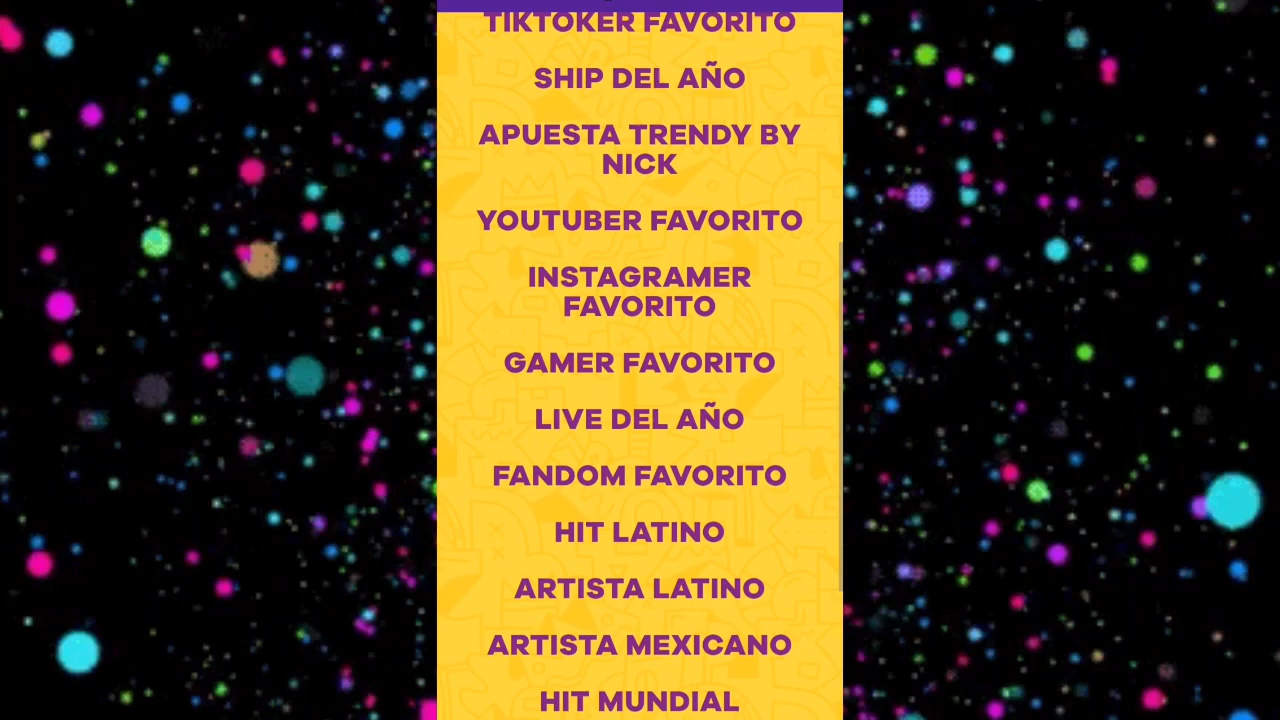 TIKTOKER FAVORITO
SHIP DEL AÑO
APUESTA TRENDY BY
NICK
YOUTUBER FAVORITO
INSTAGRAMER
FAVORITO
GAMER FAVORITO
LIVE DEL AÑO
FANDOM FAVORITO
HIT LATINO
ARTISTA LATINO
ARTISTA MEXICANO
HIT MUNDIAL